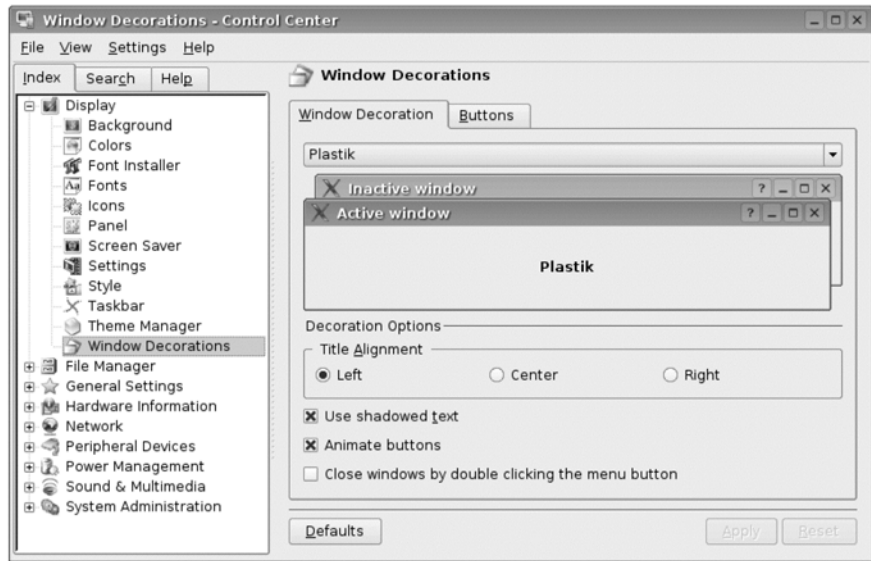 Window Decorations - Control Center
File View Settings Help
Index Search Help
Display
Background
Colors
Font Installer
Fonts
Icons
Panel
Screen Saver
Settings
Style
Taskbar
Theme Manager
Window Decorations
File Manager
General Settings
Hardware Information
Network
Peripheral Devices
Power Management
Sound & Multimedia
System Administration
Window Decorations
Window Decoration Buttons
Plastik
Inactive window
Active window
Plastik
Decoration Options
Title Alignment
Left Center Right
Use shadowed text
Animate buttons
Close windows by double clicking the menu button
Defaults Apply Reset